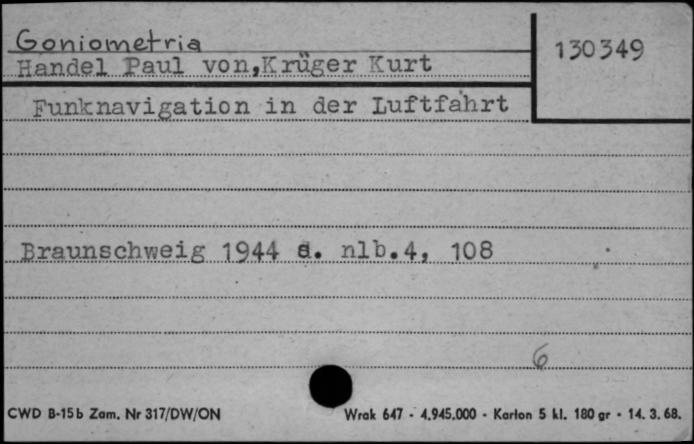 Goniometria
130349
Handel Paul von,Krüger Kurt
Funknavigation in der Luftfahrt
Braunschweig 1944 s. nlb.4, 108
6
CWD B-15b Zam. Nr 317/DW/ON
Wrak 647 - 4.945.000 - Karton 5 kl. 180 gr - 14. 3. 68.